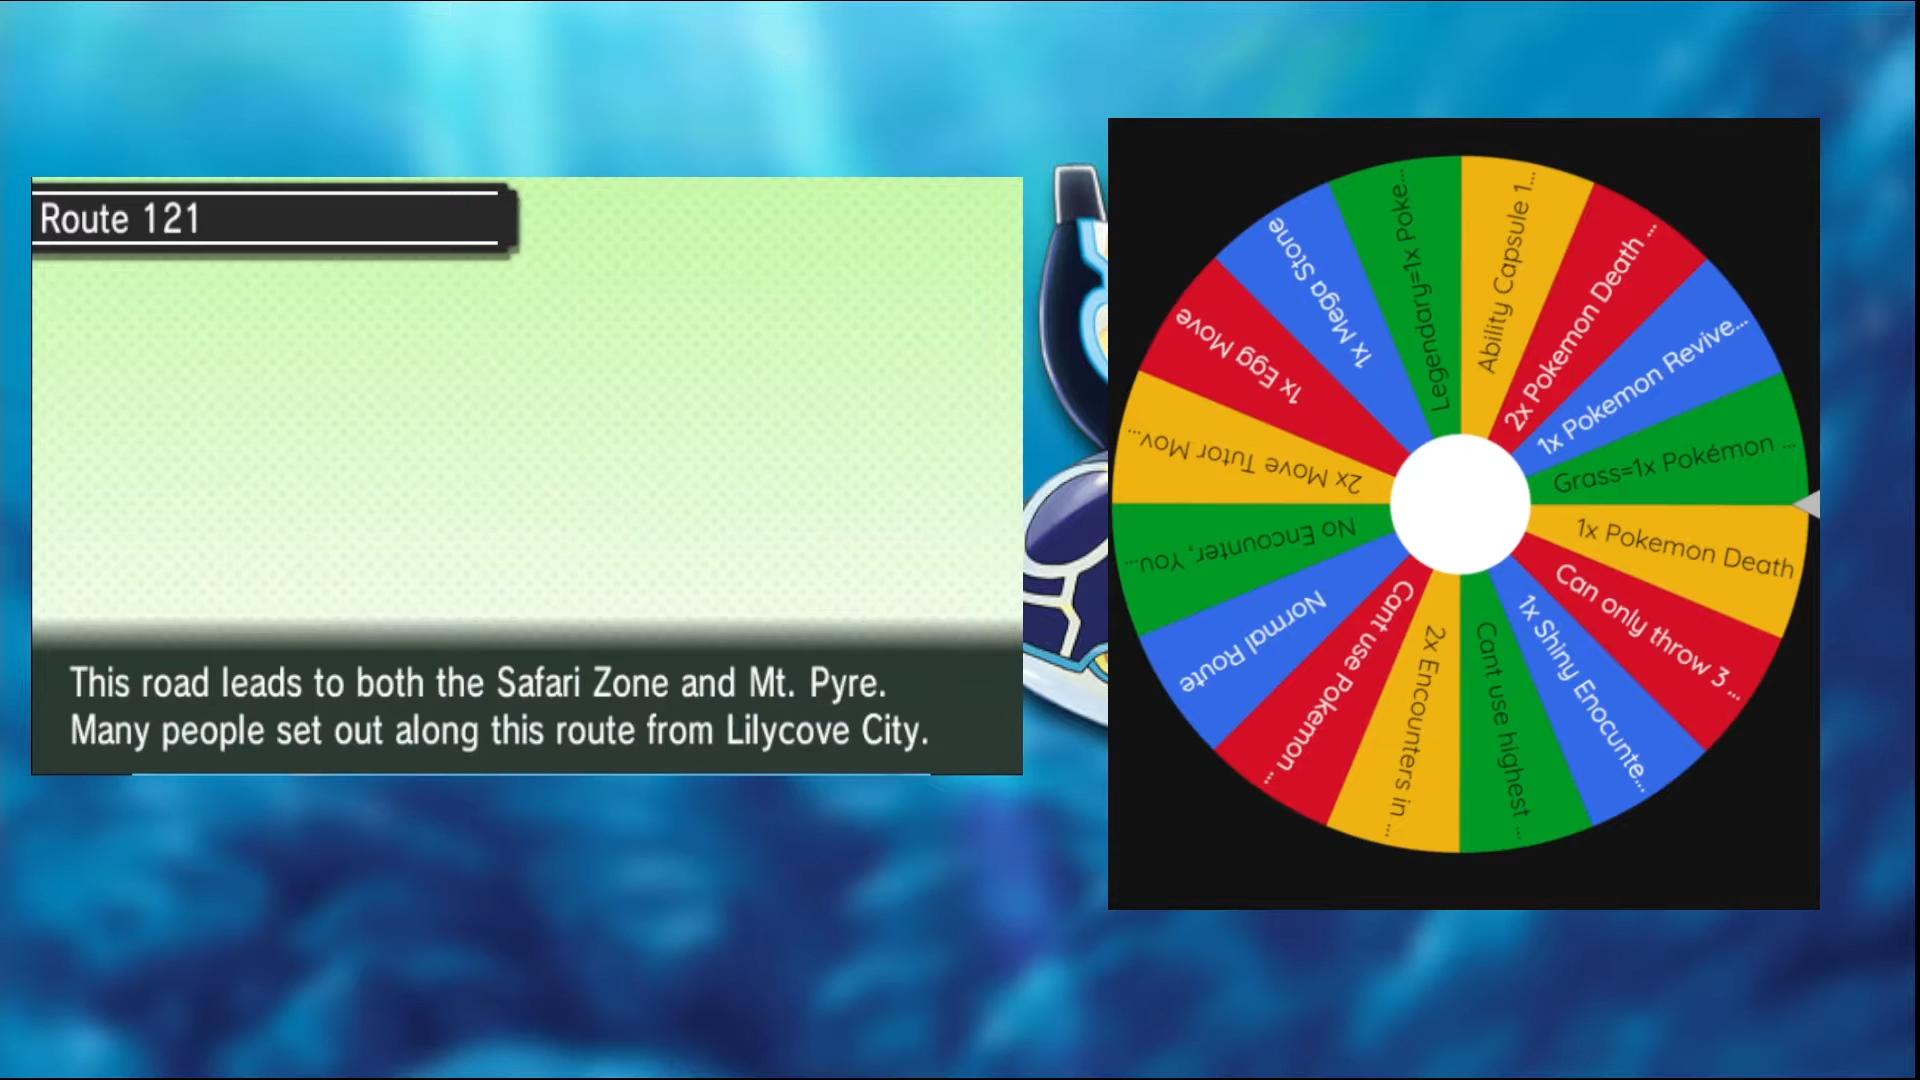 Route 121
This road leads to both the Safari Zone and Mt. Pyre.
Many people set out along this route from Lilycove City.
Ability Capsule 1...
2x Pokemon Death ...
1x Pokemon Revive...
Grass=1x Pokémon ...
1x Pokemon Death
Can only throw 3 ...
1x Shiny Enocunte...
Cant use highest ...
2x Encounters in ...
Cant use Pokemon ...
Normal Route
No Encounter, You...
2x Move Tutor Mov...
1x Egg Move
1x Mega Stone
Legendary=1x Poke...